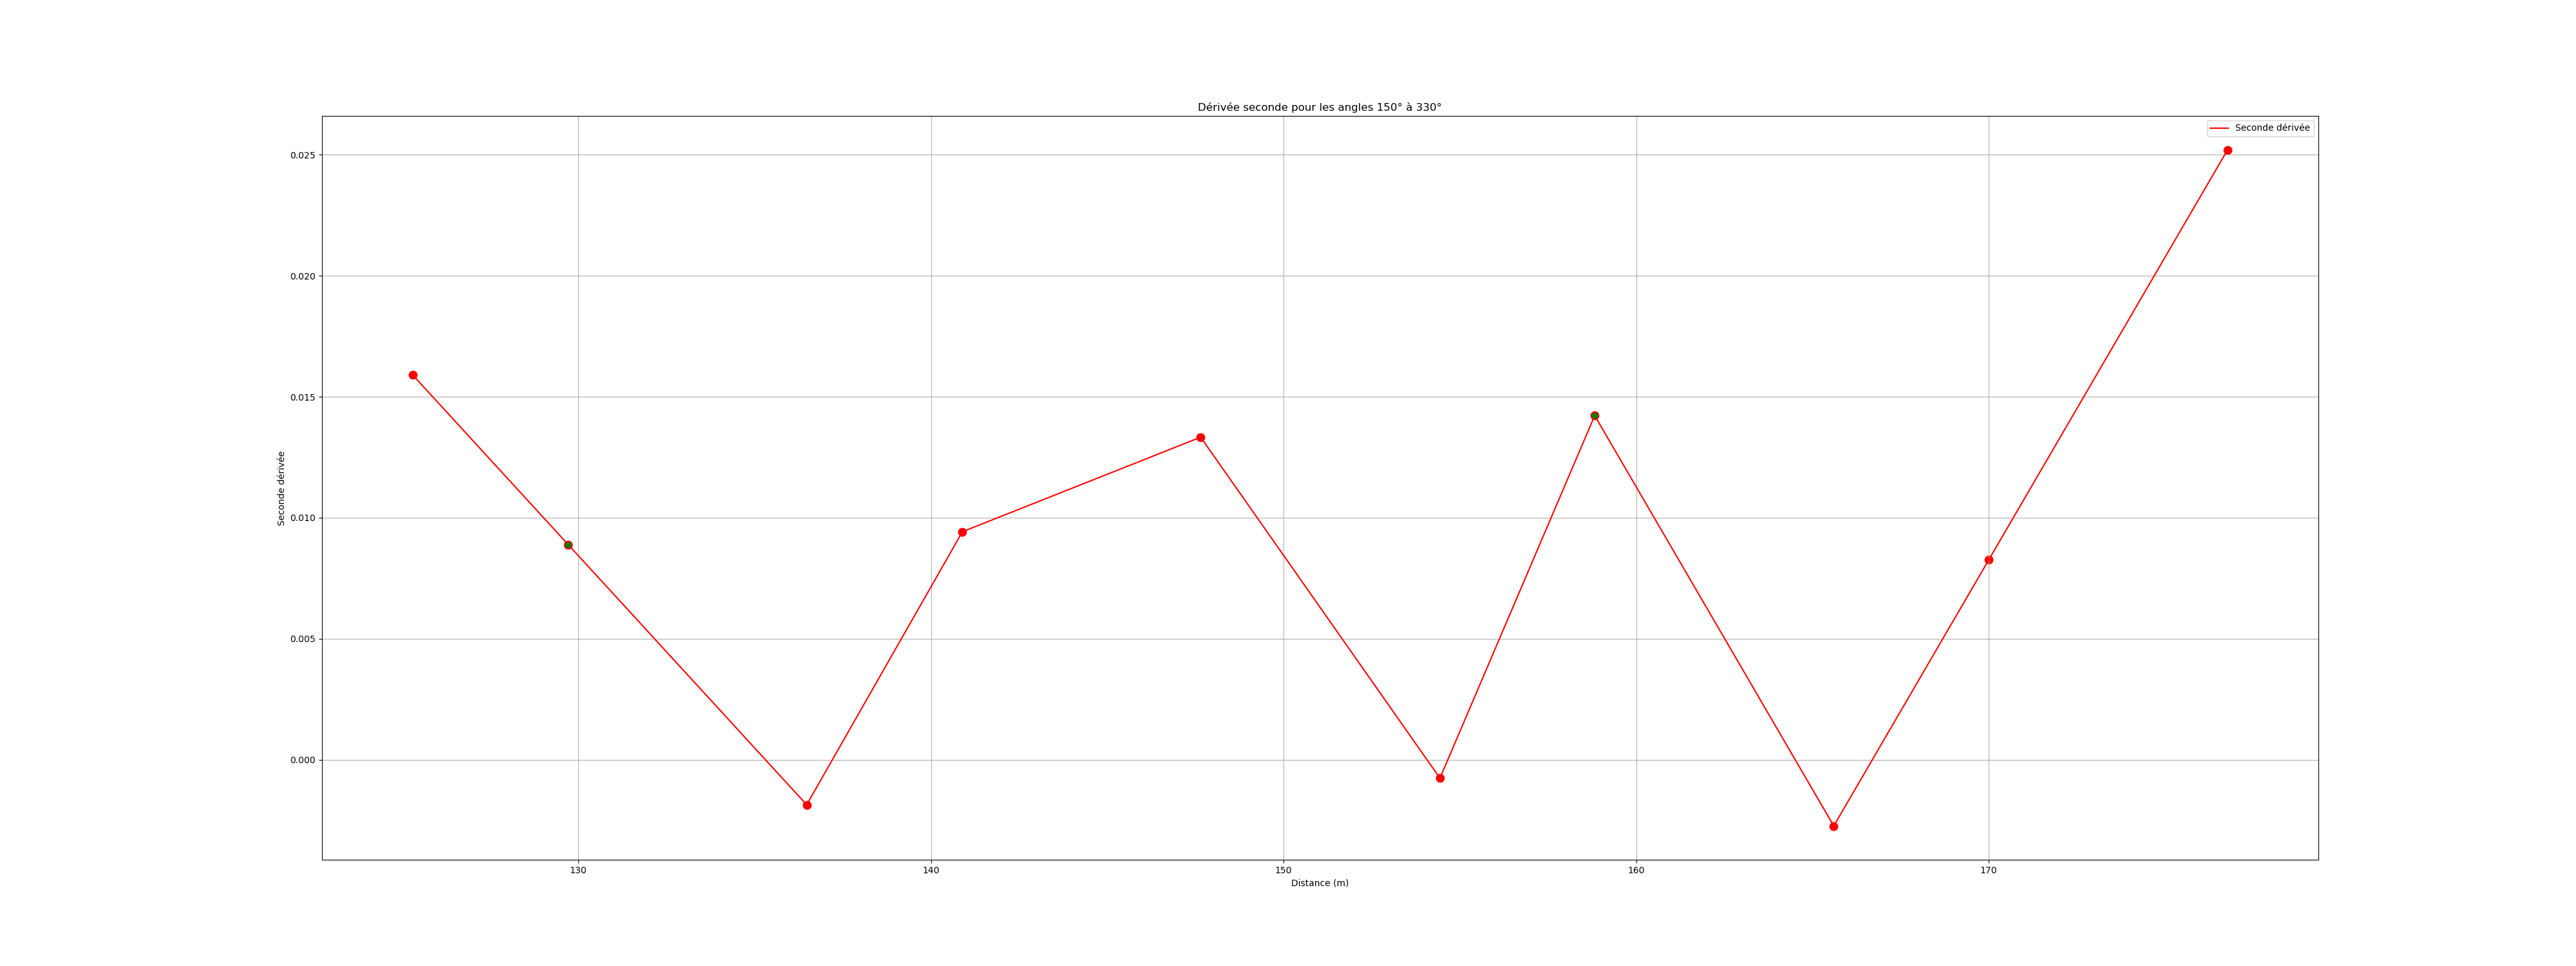 Dérivée seconde pour les angles 150° à 330°
Seconde dérivée
0.025
0.020
0.015
0.010
0.005
0.000
Seconde dérivée
130 140 150 160 170
Distance (m)